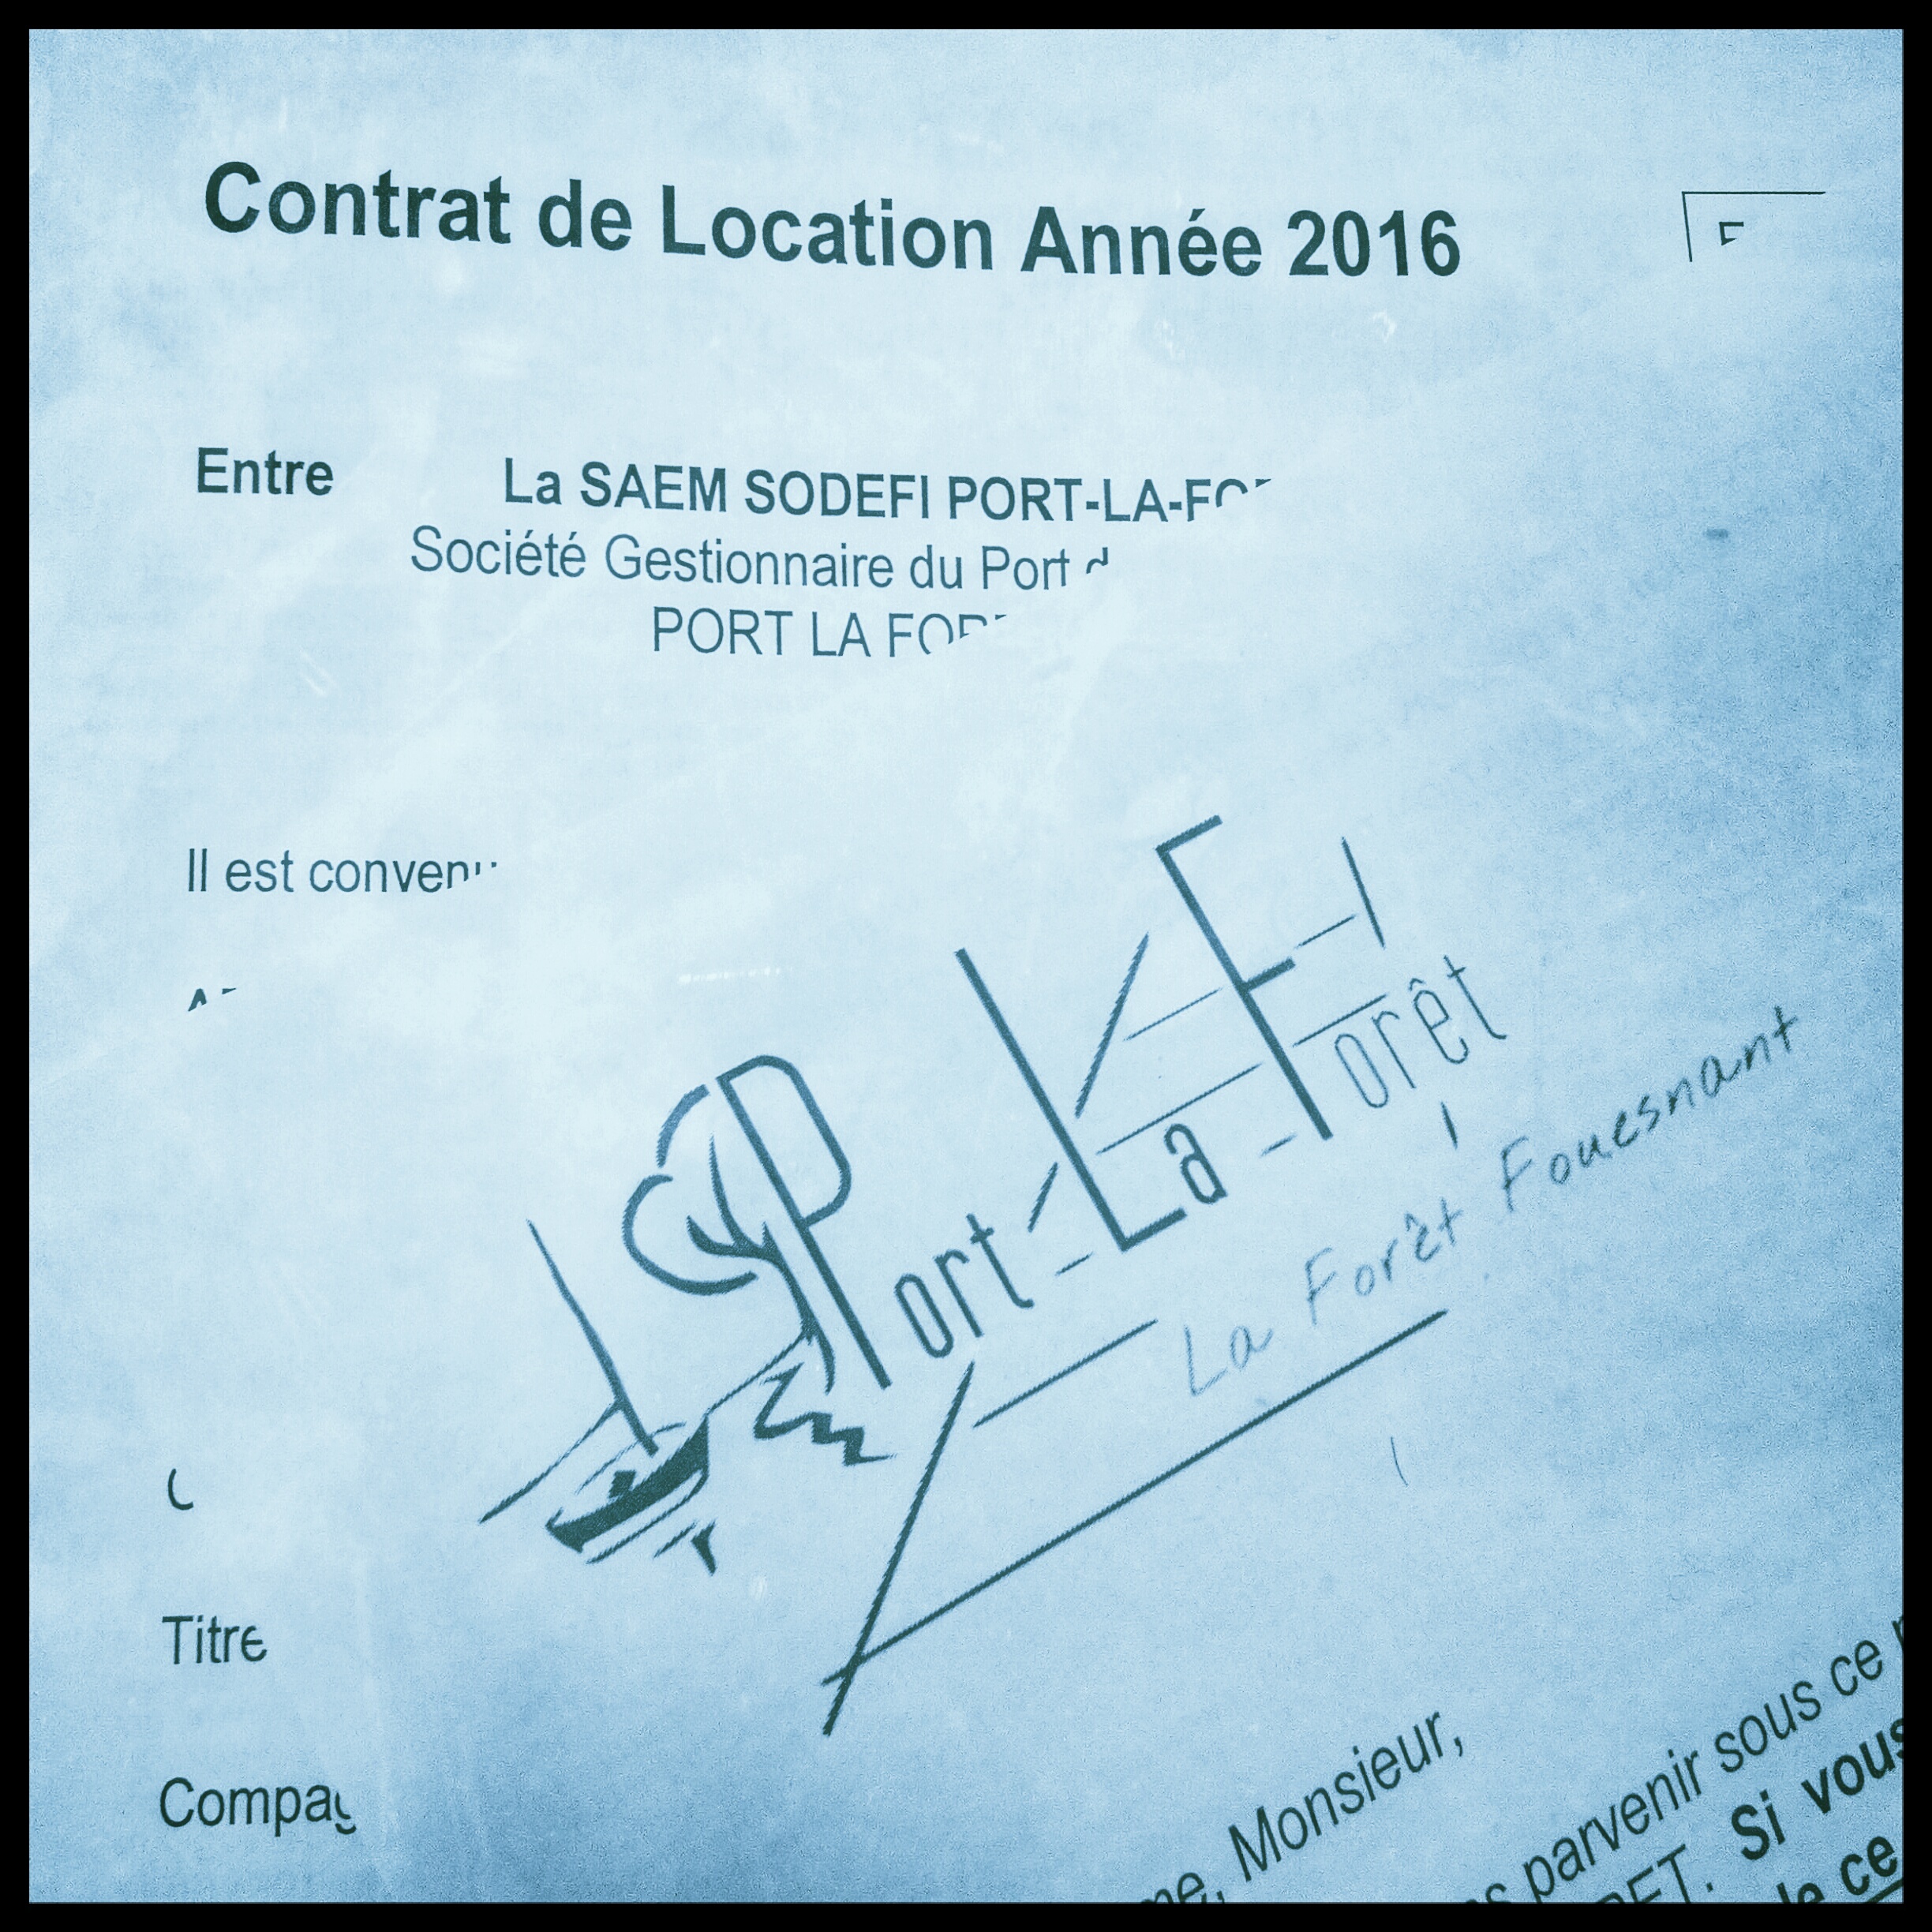 Contrat de Location Année 2016
Entre
La SAEM SODEFI PORT-LA-
Société Gestionnaire du Port
PORT LA
Il est
Port La Forêt
La Forêt Fouesnant
Titre
Monsieur,
parvenir sous ce
Si vous
ce